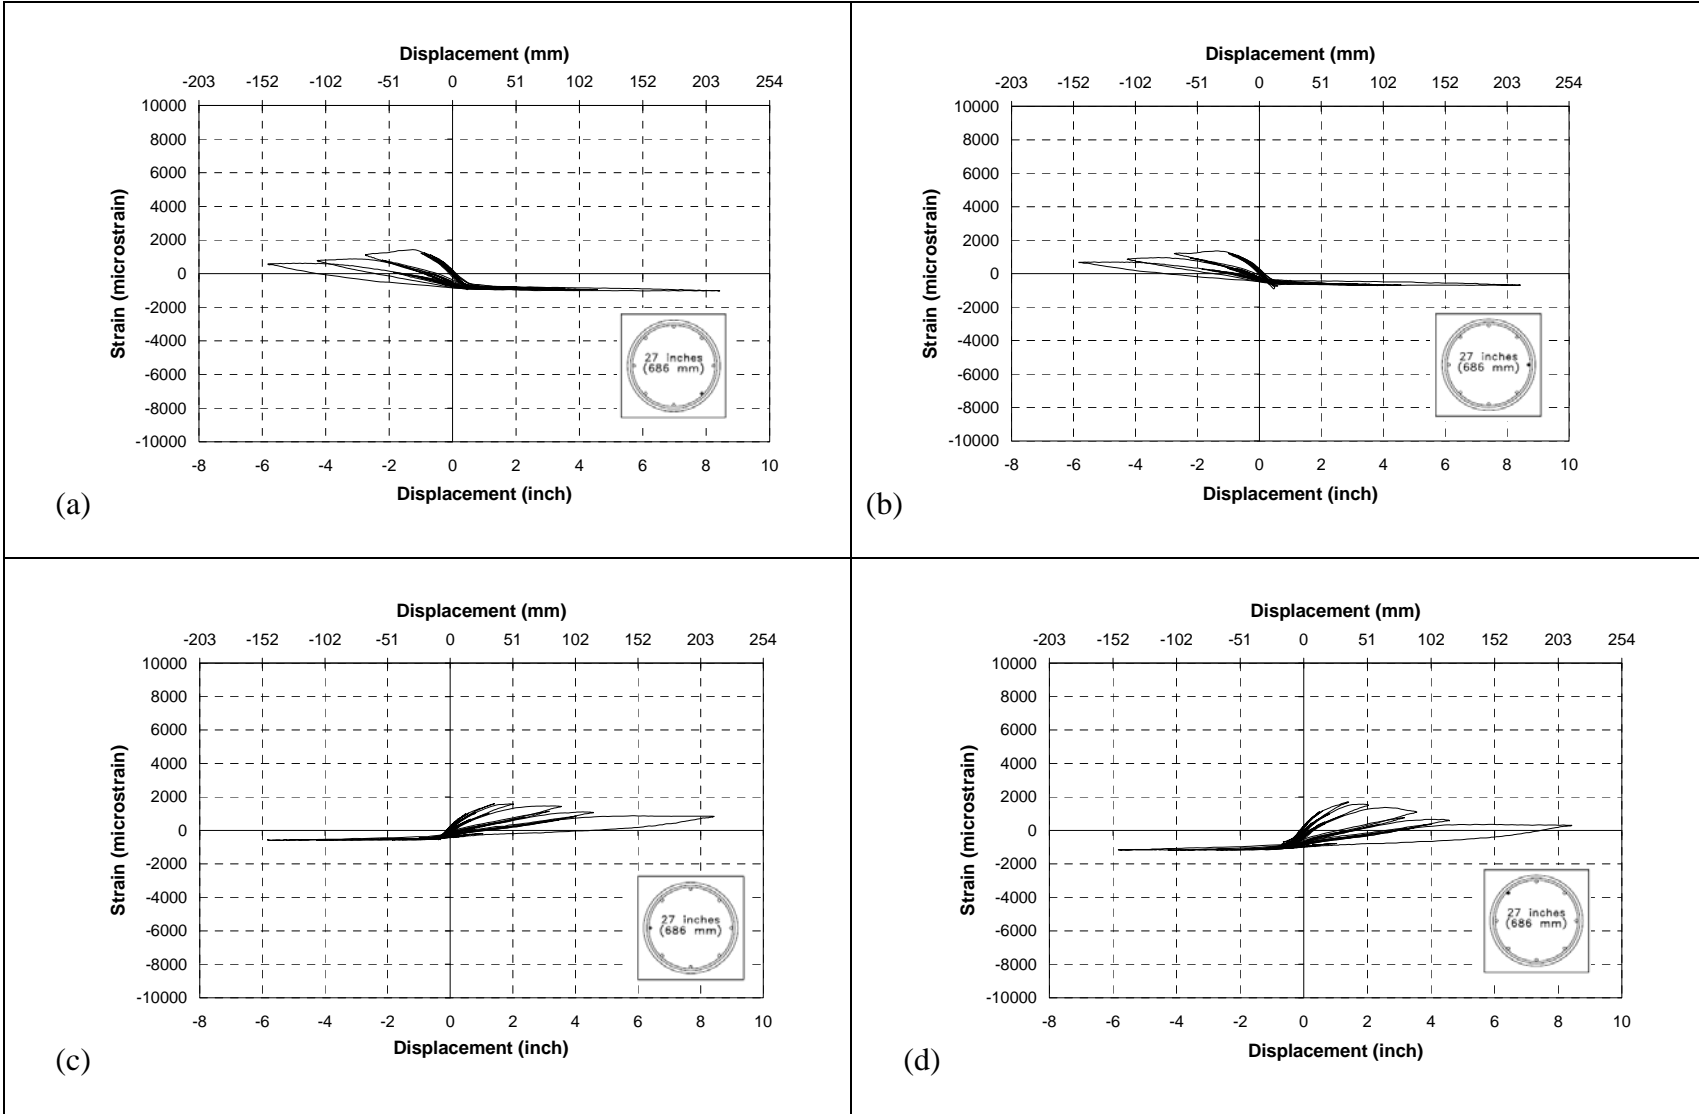 Displacement (mm)
-203 -152 -102 -51 0 51 102 152 203 254
10000
8000
6000
4000
2000
0
-2000
-4000
-6000
-8000
-10000
Strain (microstrain)
27 inches
(686 mm)
-8 -6 -4 -2 0 2 4 6 8 10
Displacement (inch)
(a)
Displacement (mm)
-203 -152 -102 -51 0 51 102 152 203 254
10000
8000
6000
4000
2000
0
-2000
-4000
-6000
-8000
-10000
Strain (microstrain)
27 inches
(686 mm)
-8 -6 -4 -2 0 2 4 6 8 10
Displacement (inch)
(b)
Displacement (mm)
-203 -152 -102 -51 0 51 102 152 203 254
10000
8000
6000
4000
2000
0
-2000
-4000
-6000
-8000
-10000
Strain (microstrain)
27 inches
(686 mm)
-8 -6 -4 -2 0 2 4 6 8 10
Displacement (inch)
(c)
Displacement (mm)
-203 -152 -102 -51 0 51 102 152 203 254
10000
8000
6000
4000
2000
0
-2000
-4000
-6000
-8000
-10000
Strain (microstrain)
27 inches
(686 mm)
-8 -6 -4 -2 0 2 4 6 8 10
Displacement (inch)
(d)